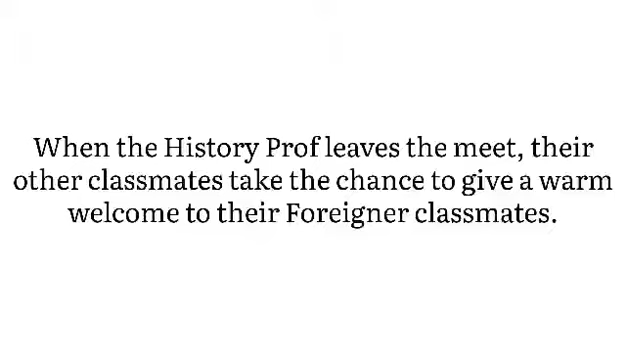 When the History Prof leaves the meet, their
other classmates take the chance to give a warm
welcome to their Foreigner classmates.